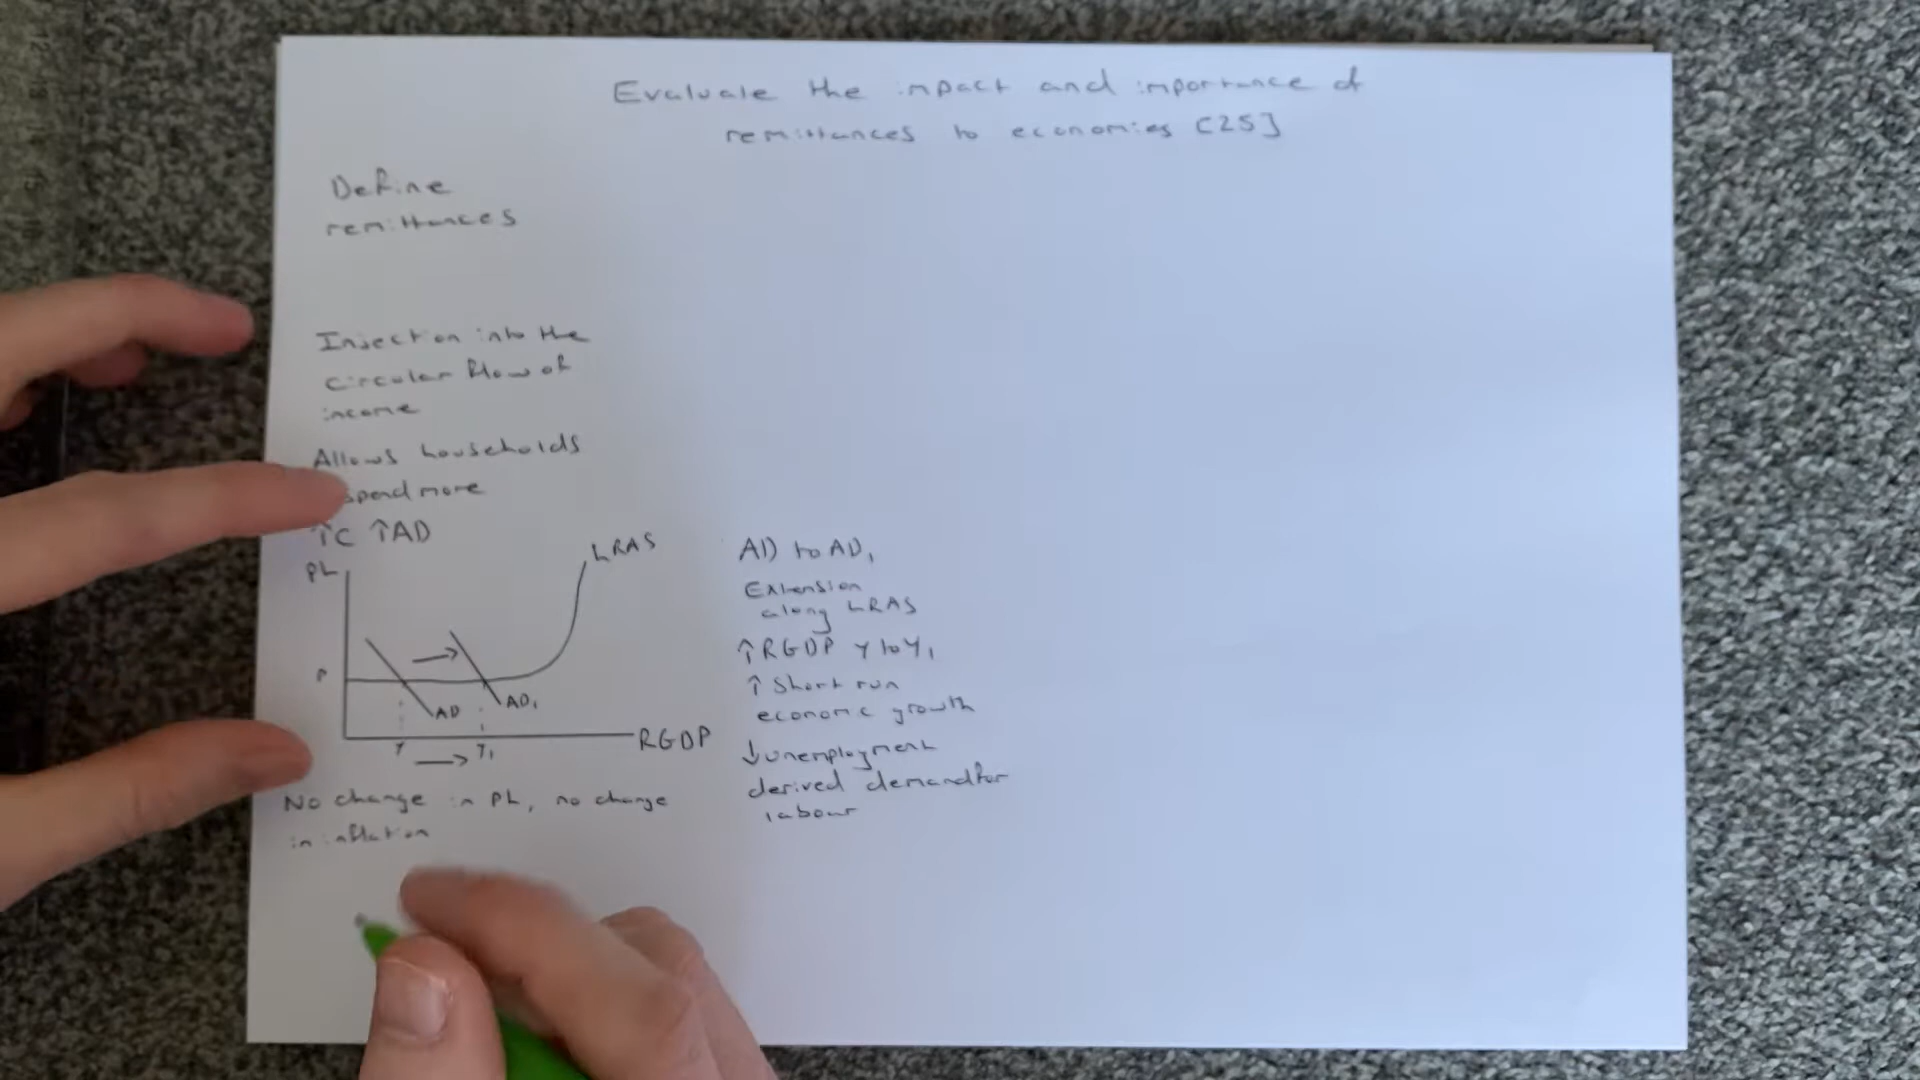 Evaluate the impact and importance of
remittances to economies [25]
Define
remittances
Injection into the
circular flow of
income
Allows households
spend more
↑C ↑AD
PL
LRAS
P
AD
AD₁
Y
Y₁
RGDP
No change in PL, no change
in inflation
AD to AD₁
Extension
along LRAS
↑RGDP Y to Y₁
↑ Short run
economic growth
↓unemployment
derived demand for
labour